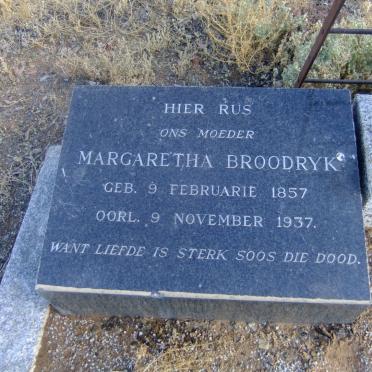 HIER RUS
ONS MOEDER
MARGARETHA BROODRYK
GEB. 9 FEBRUARIE 1857
OORL. 9 NOVEMBER 1937.
WANT LIEFDE IS STERK SOOS DIE DOOD.